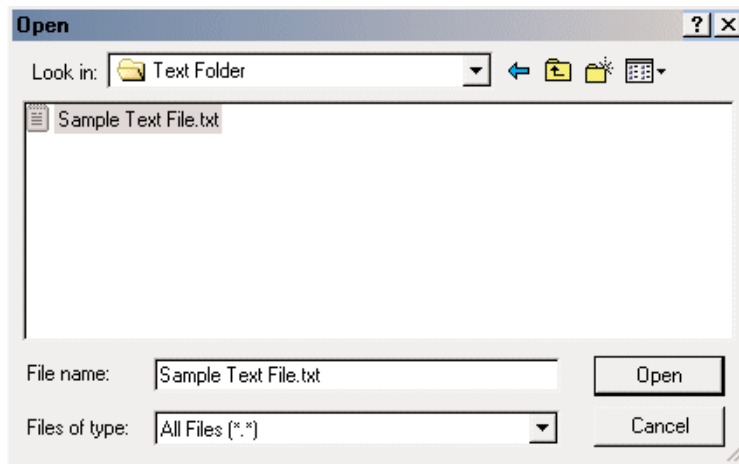 Open
Look in: Text Folder
Sample Text File.txt
File name: Sample Text File.txt Open
Files of type: All Files (*.*) Cancel